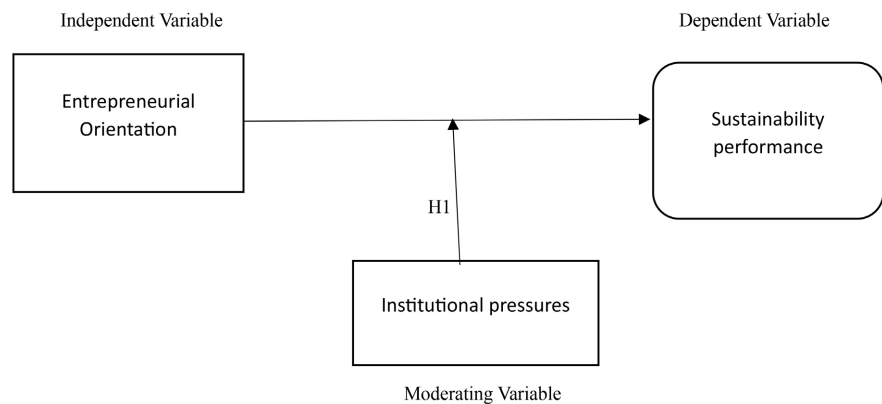 Independent Variable
Dependent Variable
Entrepreneurial
Orientation
Sustainability
performance
H1
Institutional pressures
Moderating Variable